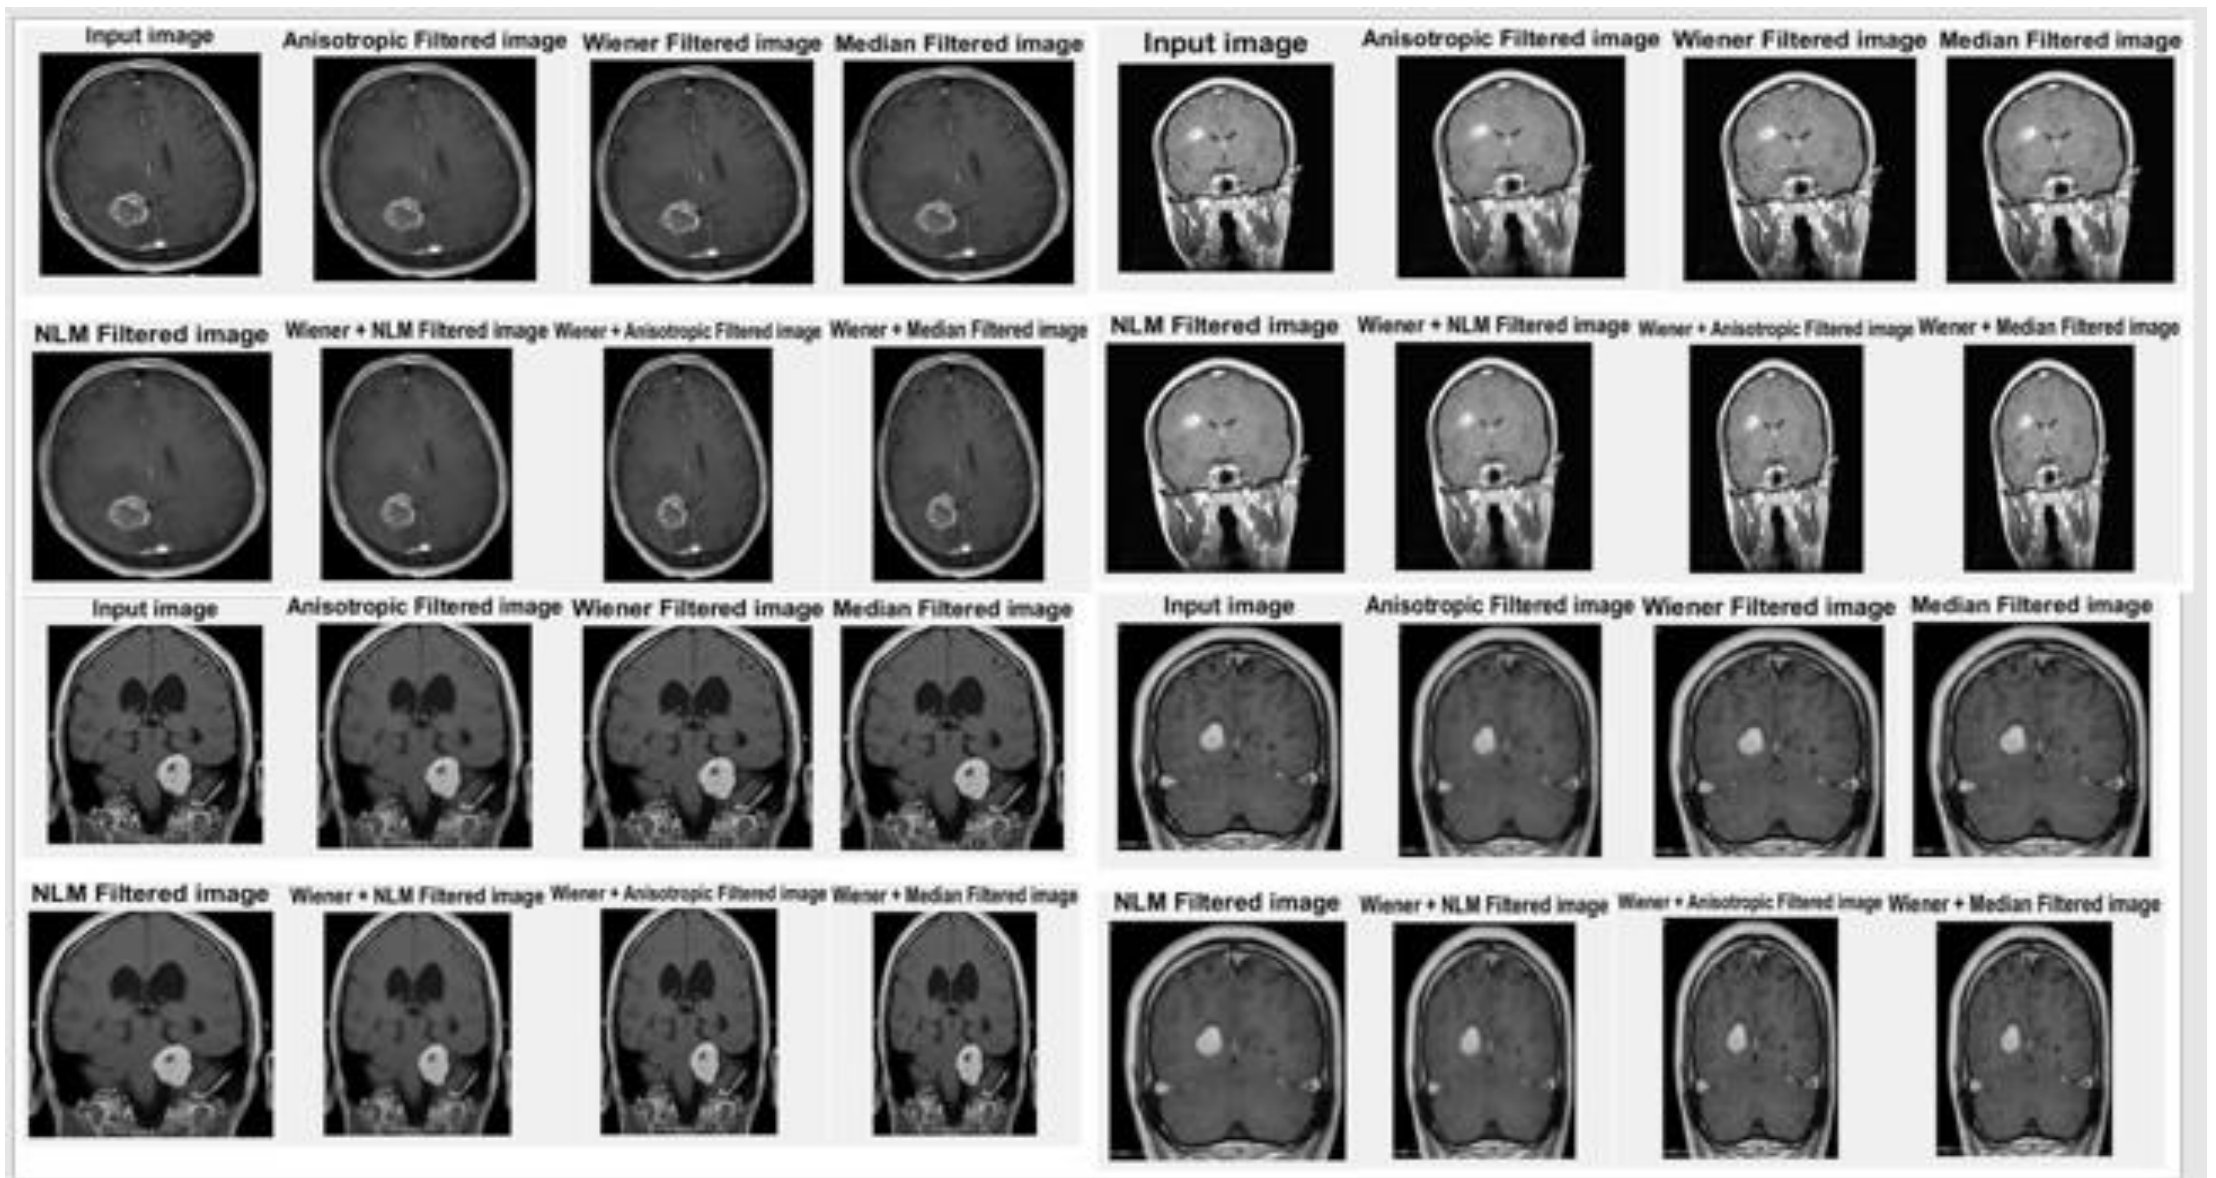 Input image
Anisotropic Filtered image
Wiener Filtered image
Median Filtered image
NLM Filtered image
Wiener + NLM Filtered image
Wiener + Anisotropic Filtered image
Wiener + Median Filtered image
Input image
Anisotropic Filtered image
Wiener Filtered image
Median Filtered image
NLM Filtered image
Wiener + NLM Filtered image
Wiener + Anisotropic Filtered image
Wiener + Median Filtered image
Input image
Anisotropic Filtered image
Wiener Filtered image
Median Filtered image
NLM Filtered image
Wiener + NLM Filtered image
Wiener + Anisotropic Filtered image
Wiener + Median Filtered image
Input image
Anisotropic Filtered image
Wiener Filtered image
Median Filtered image
NLM Filtered image
Wiener + NLM Filtered image
Wiener + Anisotropic Filtered image
Wiener + Median Filtered image